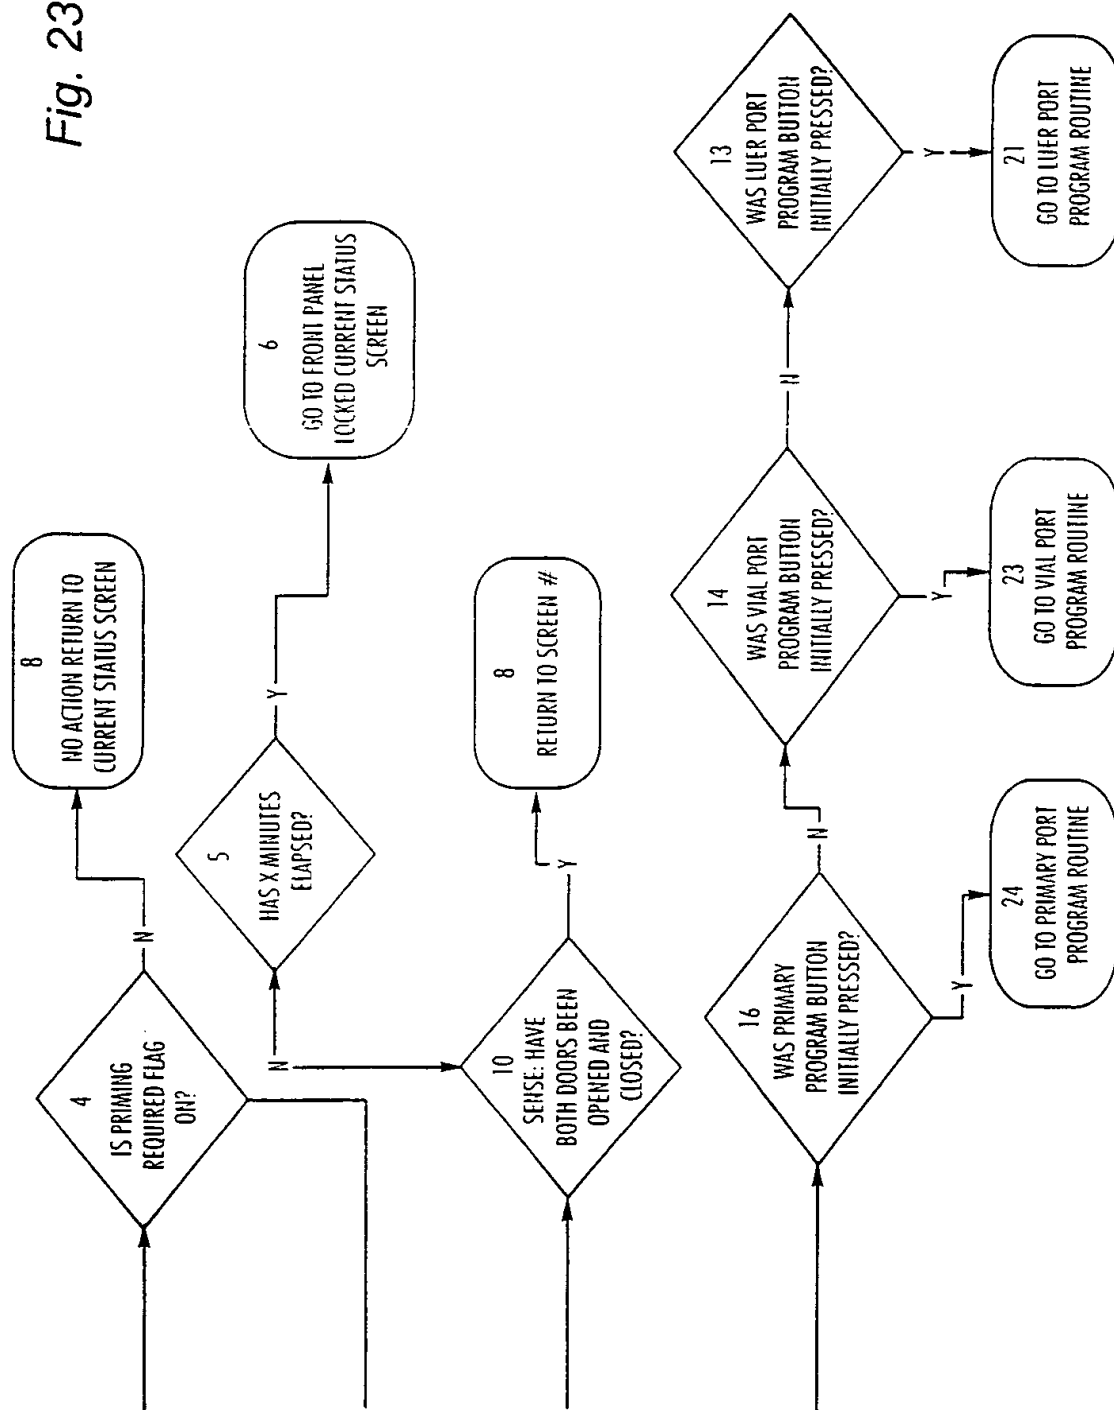 Fig. 23
4
IS PRIMING
REQUIRED FLAG
ON?
N
8
NO ACTION RETURN TO
CURRENT STATUS SCREEN
5
HAS X MINUTES
ELAPSED?
Y
N
6
GO TO FRONT PANEL
LOCKED CURRENT STATUS
SCREEN
10
SENSE: HAVE
BOTH DOORS BEEN
OPENED AND
CLOSED?
Y
8
RETURN TO SCREEN #
16
WAS PRIMARY
PROGRAM BUTTON
INITIALLY PRESSED?
N
Y
24
GO TO PRIMARY PORT
PROGRAM ROUTINE
14
WAS VIAL PORT
PROGRAM BUTTON
INITIALLY PRESSED?
N
Y
23
GO TO VIAL PORT
PROGRAM ROUTINE
13
WAS LUER PORT
PROGRAM BUTTON
INITIALLY PRESSED?
Y
21
GO TO LUER PORT
PROGRAM ROUTINE